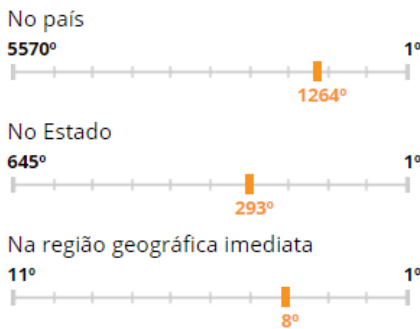 No país
5570º 1º
1264º
No Estado
645º 1º
293º
Na região geográfica imediata
11º 1º
8º